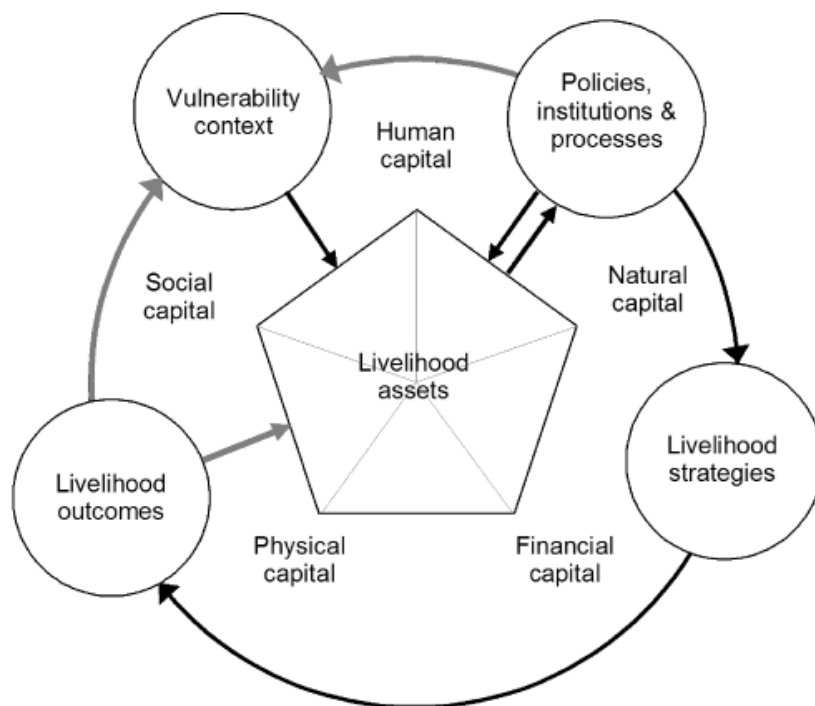 Vulnerability
context
Policies,
institutions &
processes
Human
capital
Social
capital
Natural
capital
Livelihood
assets
Livelihood
outcomes
Livelihood
strategies
Physical
capital
Financial
capital